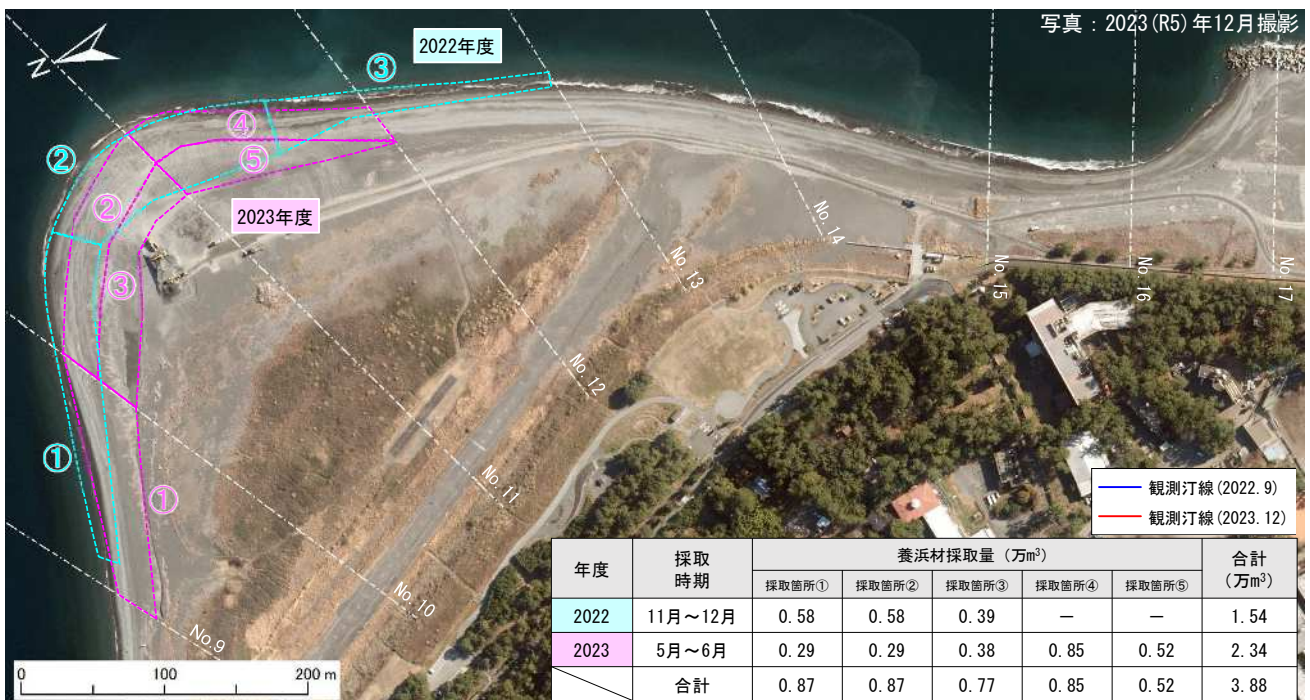 写真：2023(R5)年12月撮影
N
2022年度
③
④
②
⑤
②
2023年度
③
①
①
No.9
No.10
No.11
No.12
No.13
No.14
No.15
No.16
No.17
観測汀線(2022.9)
観測汀線(2023.12)
0 100 200 m
年度 採取時期 養浜材採取量（万m³） 合計（万m³）
採取箇所① 採取箇所② 採取箇所③ 採取箇所④ 採取箇所⑤
2022 11月～12月 0.58 0.58 0.39 － － 1.54
2023 5月～6月 0.29 0.29 0.38 0.85 0.52 2.34
合計 0.87 0.87 0.77 0.85 0.52 3.88